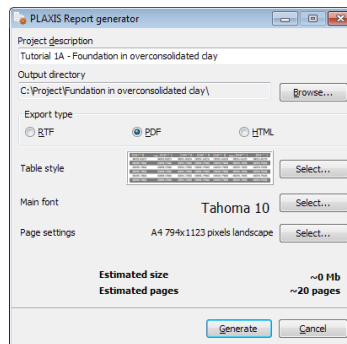 PLAXIS Report generator
Project description
Tutorial 1A - Foundation in overconsolidated clay
Output directory
C:\Project\Fundation in overconsolidated clay\
Browse...
Export type
RTF PDF HTML
Table style
Select...
Main font
Tahoma 10
Select...
Page settings
A4 794x1123 pixels landscape
Select...
Estimated size ~0 Mb
Estimated pages ~20 pages
Generate Cancel